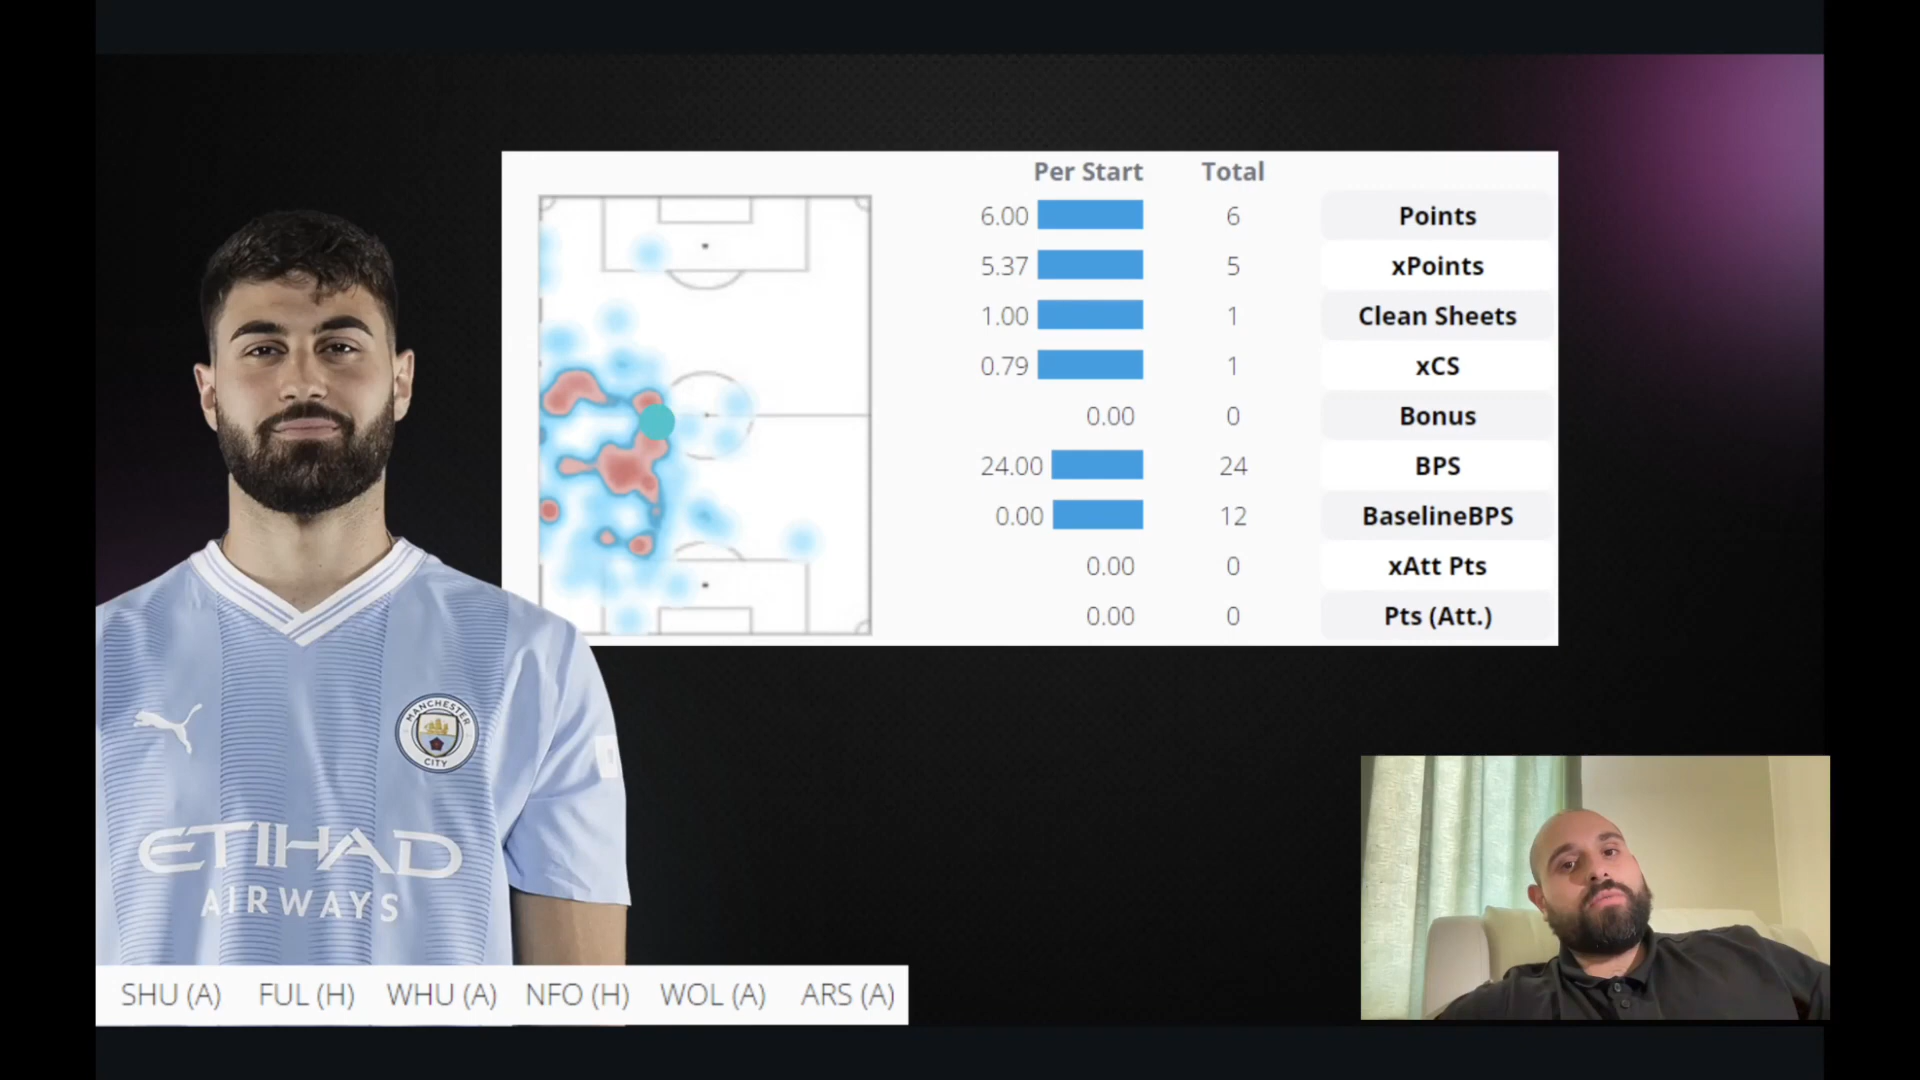 Per Start Total
6.00 6 Points
5.37 5 xPoints
1.00 1 Clean Sheets
0.79 1 xCS
0.00 0 Bonus
24.00 24 BPS
0.00 12 BaselineBPS
0.00 0 xAtt Pts
0.00 0 Pts (Att.)
MANCHESTER
CITY
ETIHAD
AIRWAYS
SHU (A) FUL (H) WHU (A) NFO (H) WOL (A) ARS (A)